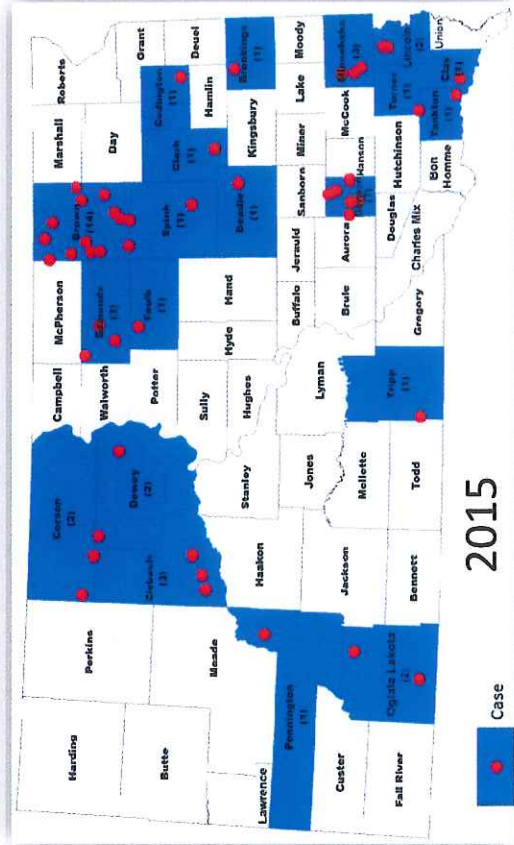 Harding
Perkins
Corson
(2)
Campbell
McPherson
Brown
(14)
Marshall
Roberts
Butte
Ziebach
(3)
Dewey
(2)
Walworth
Edmunds
(3)
Day
Grant
Meade
Potter
Faulk
(1)
Codington
(1)
Deuel
Sully
Hyde
Hand
Spink
(1)
Clark
(1)
Hamlin
Lawrence
Haakon
Stanley
Hughes
Beadle
(1)
Kingsbury
Brookings
(1)
Pennington
(1)
Jones
Lyman
Buffalo
Jerauld
Sanborn
Miner
Lake
Moody
Custer
Jackson
Brule
Aurora
Hanson
McCook
Minnehaha
(3)
Fall River
Oglala Lakota
(2)
Bennett
Mellette
Todd
Tripp
(1)
Gregory
Charles Mix
Douglas
Hutchinson
Turner
(1)
Lincoln
(2)
Bon
Homme
Yankton
(1)
Clay
(1)
Union
Case
2015